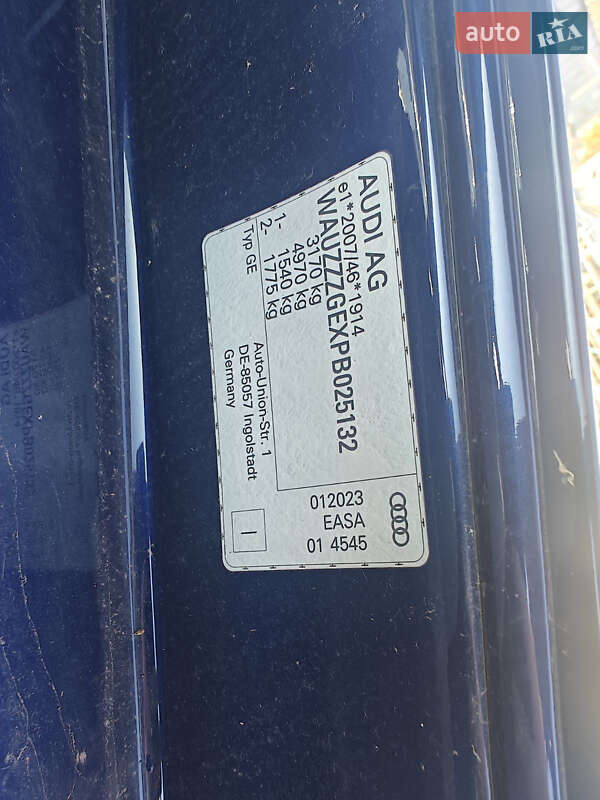 auto RIA
.com
AUDI AG
e1*2007/46*1914
WAUZZZGEXPB025132
3170 kg
4970 kg
1- 1540 kg
2- 1775 kg
Typ GE
Auto-Union-Str. 1
DE-85057 Ingolstadt
Germany
012023
EASA
01 4545
I